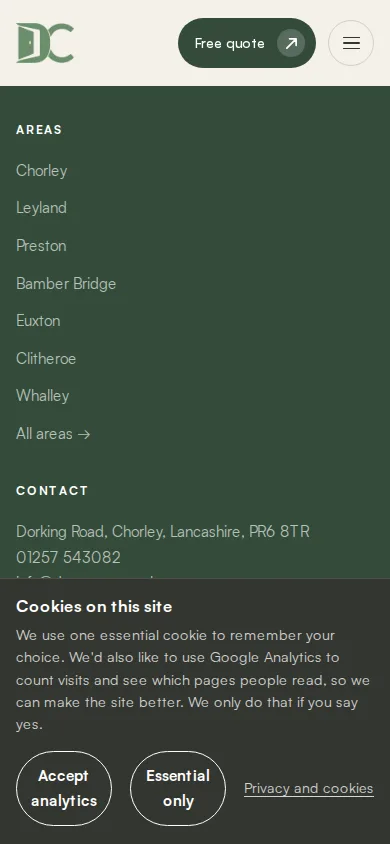 DC
Free quote
AREAS
Chorley
Leyland
Preston
Bamber Bridge
Euxton
Clitheroe
Whalley
All areas →
CONTACT
Dorking Road, Chorley, Lancashire, PR6 8TR
01257 543082
Cookies on this site
We use one essential cookie to remember your
choice. We'd also like to use Google Analytics to
count visits and see which pages people read, so we
can make the site better. We only do that if you say
yes.
Accept
analytics
Essential
only
Privacy and cookies